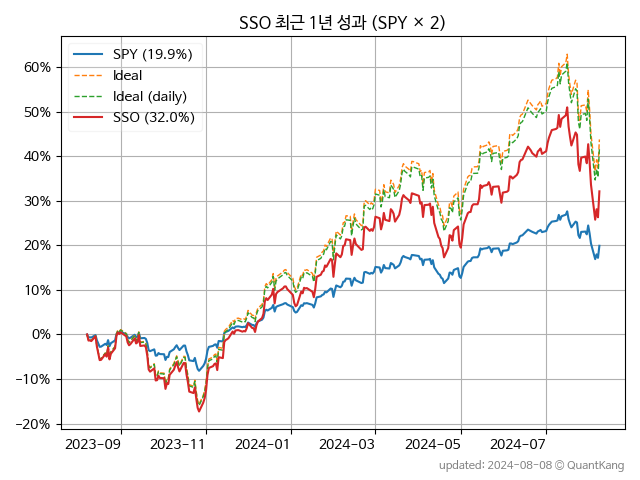 SSO 최근 1년 성과 (SPY × 2)
SPY (19.9%)
Ideal
Ideal (daily)
SSO (32.0%)
60%
50%
40%
30%
20%
10%
0%
−10%
−20%
2023-09
2023-11
2024-01
2024-03
2024-05
2024-07
updated: 2024-08-08 © QuantKang